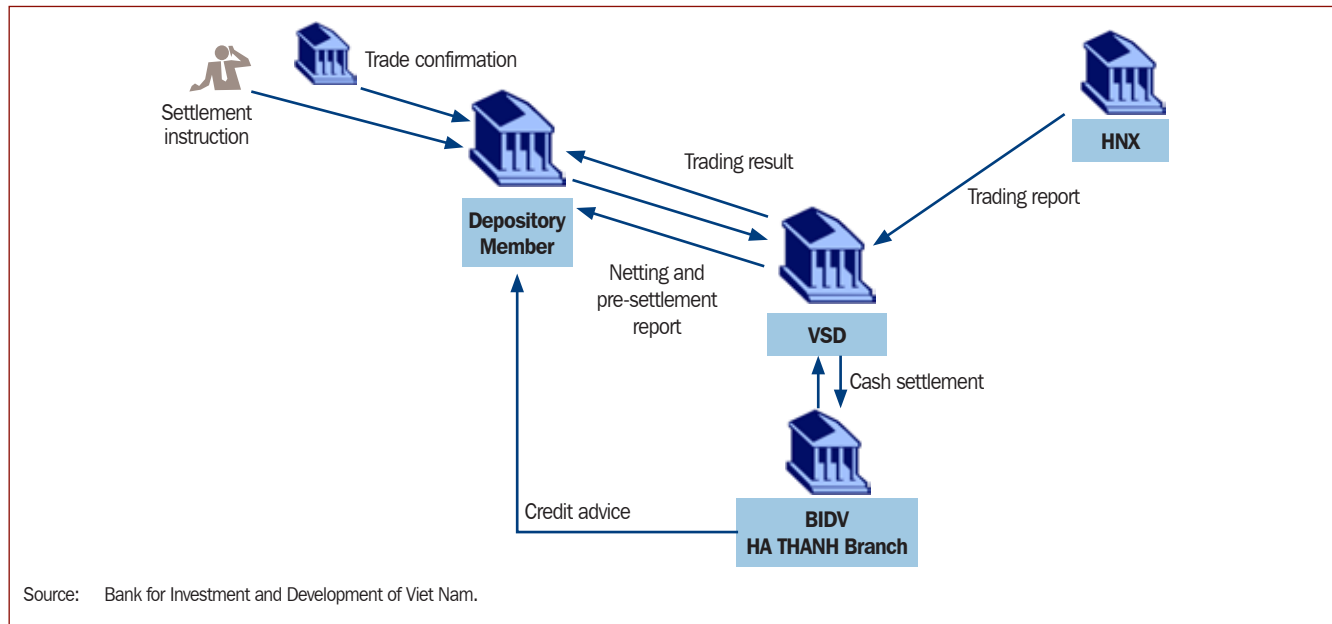 Trade confirmation
Settlement
instruction
HNX
Trading result
Trading report
Depository
Member
Netting and
pre-settlement
report
VSD
Cash settlement
Credit advice
BIDV
HA THANH Branch
Source: Bank for Investment and Development of Viet Nam.